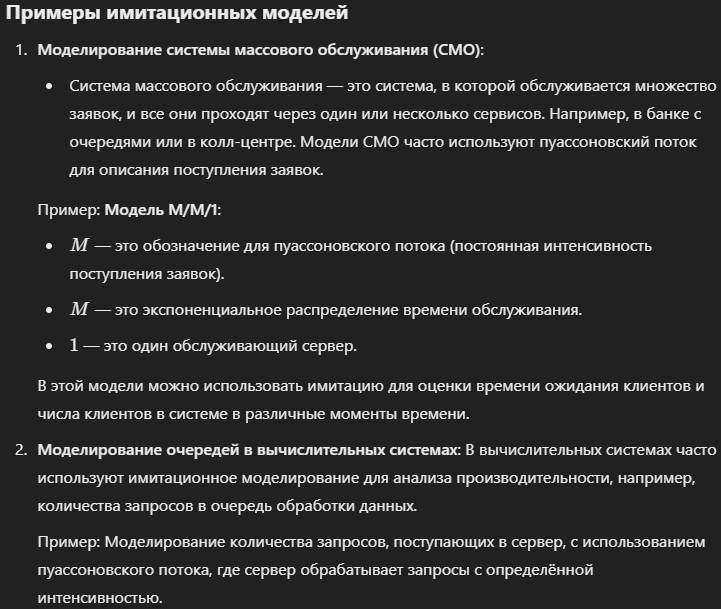 Примеры имитационных моделей
1. Моделирование системы массового обслуживания (СМО):
• Система массового обслуживания — это система, в которой обслуживается множество
заявок, и все они проходят через один или несколько сервисов. Например, в банке с
очередями или в колл-центре. Модели СМО часто используют пуассоновский поток
для описания поступления заявок.
Пример: Модель M/M/1:
• M — это обозначение для пуассоновского потока (постоянная интенсивность
поступления заявок).
• M — это экспоненциальное распределение времени обслуживания.
• 1 — это один обслуживающий сервер.
В этой модели можно использовать имитацию для оценки времени ожидания клиентов и
числа клиентов в системе в различные моменты времени.
2. Моделирование очередей в вычислительных системах: В вычислительных системах часто
используют имитационное моделирование для анализа производительности, например,
количества запросов в очередь обработки данных.
Пример: Моделирование количества запросов, поступающих в сервер, с использованием
пуассоновского потока, где сервер обрабатывает запросы с определённой
интенсивностью.